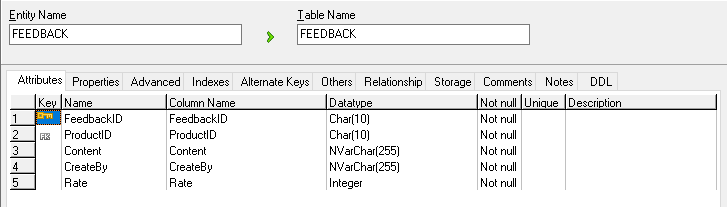 Entity Name Table Name
FEEDBACK FEEDBACK
Attributes Properties Advanced Indexes Alternate Keys Others Relationship Storage Comments Notes DDL
Key Name Column Name Datatype Not null Unique Description
1 FeedbackID FeedbackID Char(10) Not null
2 FK ProductID ProductID Char(10) Not null
3 Content Content NVarChar(255) Not null
4 CreateBy CreateBy NVarChar(255) Not null
5 Rate Rate Integer Not null